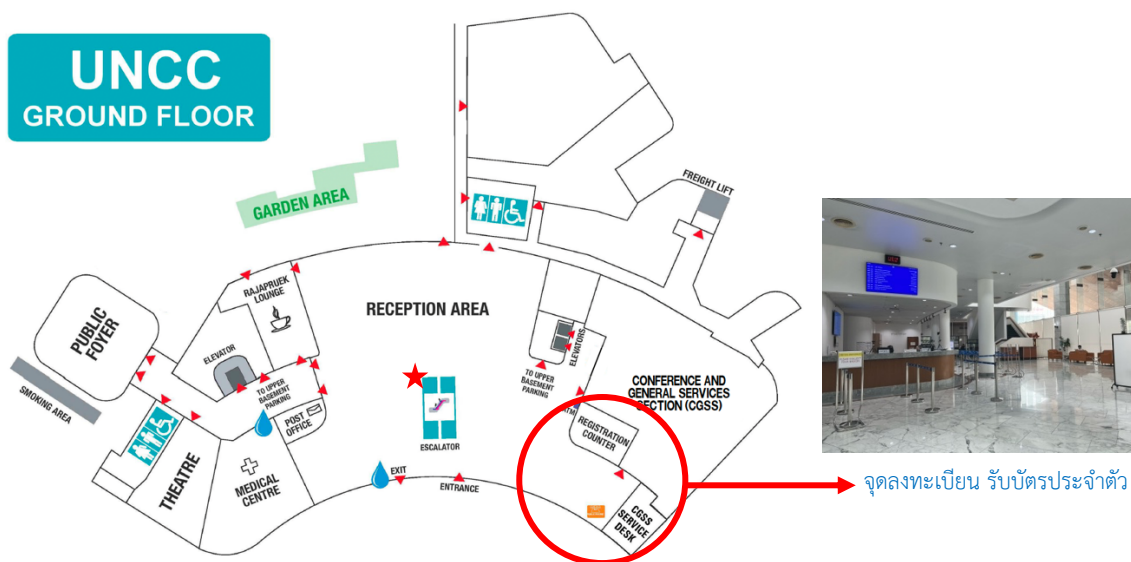 UNCC
GROUND FLOOR
GARDEN AREA
FREIGHT LIFT
RAJAPRUEK
LOUNGE
RECEPTION AREA
PUBLIC
FOYER
SMOKING AREA
ELEVATOR
TO UPPER
BASEMENT
PARKING
POST
OFFICE
ESCALATOR
ELEVATORS
TO UPPER
BASEMENT
PARKING
CONFERENCE AND
GENERAL SERVICES
SECTION (CGSS)
ATM
REGISTRATION
COUNTER
THEATRE
MEDICAL
CENTRE
EXIT
ENTRANCE
CGSS
SERVICE
DESK
จุดลงทะเบียน รับบัตรประจำตัว